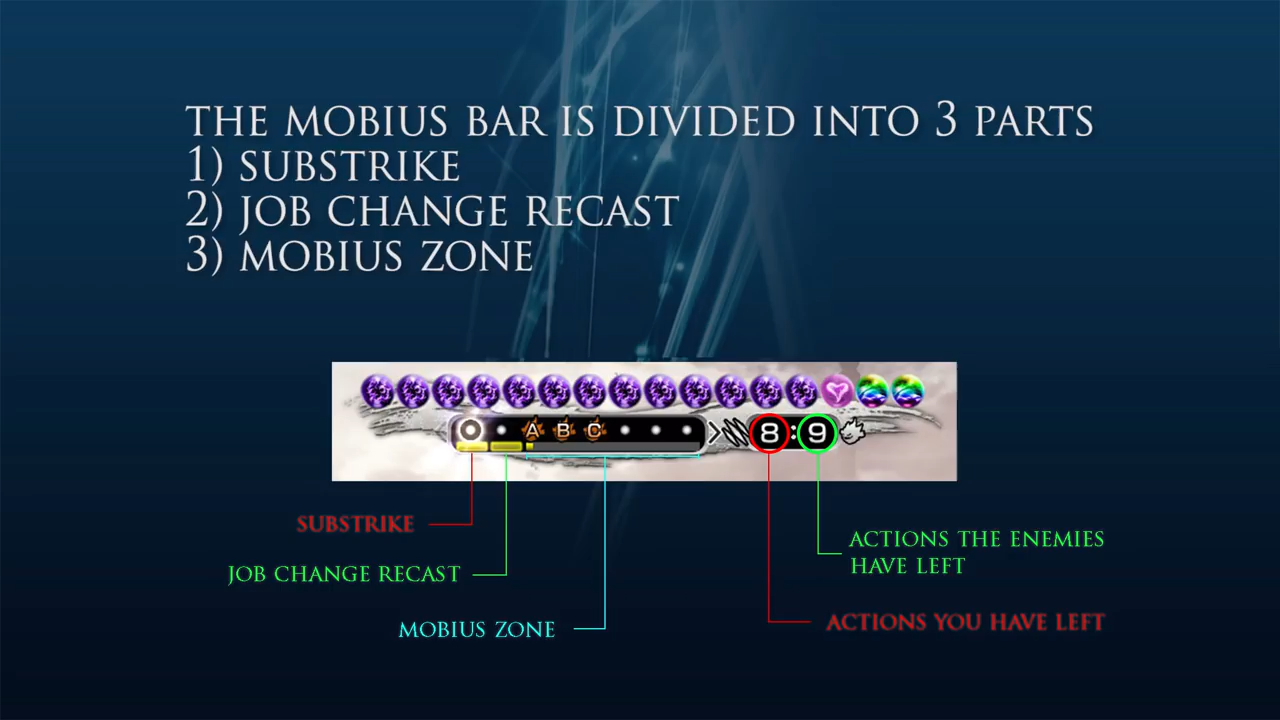 THE MOBIUS BAR IS DIVIDED INTO 3 PARTS
1) SUBSTRIKE
2) JOB CHANGE RECAST
3) MOBIUS ZONE
A B C
8:9
SUBSTRIKE
JOB CHANGE RECAST
MOBIUS ZONE
ACTIONS THE ENEMIES
HAVE LEFT
ACTIONS YOU HAVE LEFT